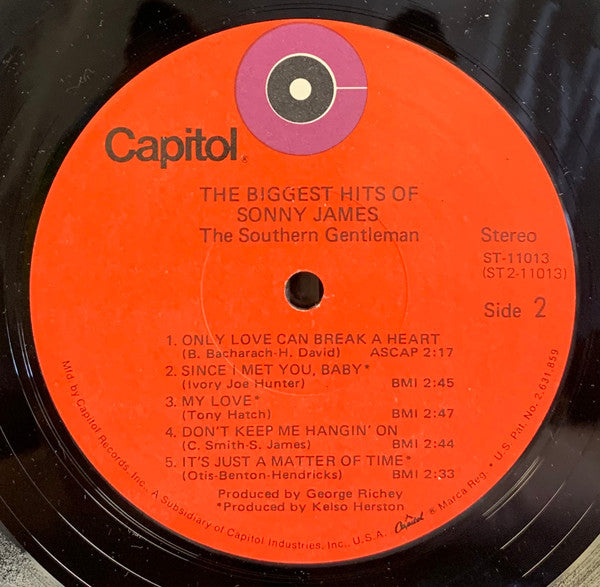 Capitol®
THE BIGGEST HITS OF
SONNY JAMES
The Southern Gentleman
Stereo
ST-11013
(ST2-11013)
Side 2
1. ONLY LOVE CAN BREAK A HEART
(B. Bacharach-H. David) ASCAP 2:17
2. SINCE I MET YOU, BABY*
(Ivory Joe Hunter) BMI 2:45
3. MY LOVE*
(Tony Hatch) BMI 2:47
4. DON'T KEEP ME HANGIN' ON
(C. Smith-S. James) BMI 2:44
5. IT'S JUST A MATTER OF TIME*
(Otis-Benton-Hendricks) BMI 2:33
Produced by George Richey
*Produced by Kelso Herston
Mfd. by Capitol Records, Inc., A Subsidiary of Capitol Industries, Inc., U.S.A. Capitol ® Marca Reg. • U.S. Pat. No. 2,631,859